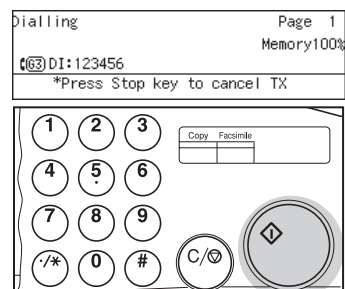 Dialling Page 1
Memory100%
G3 DI:123456
*Press Stop key to cancel TX
1 2 3
Copy Facsimile
4 5 6
7 8 9
·/* 0 # C/